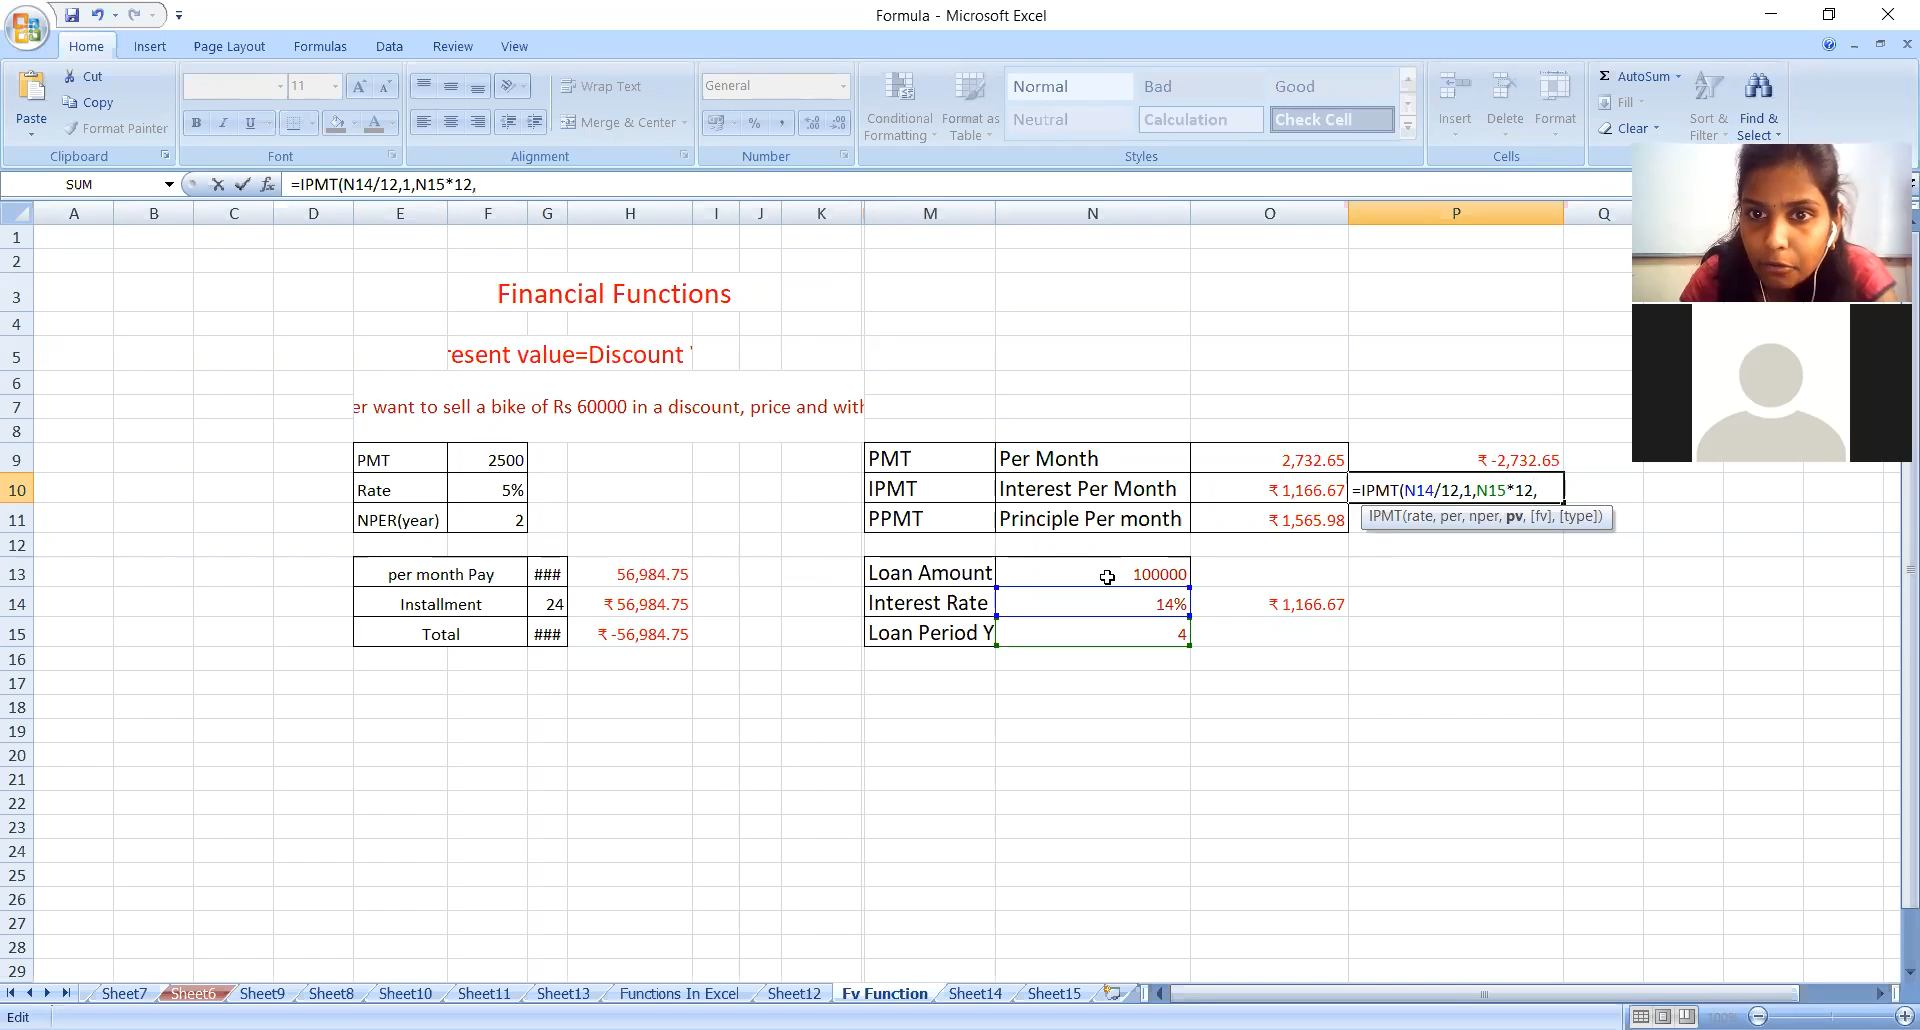 Formula - Microsoft Excel
Home Insert Page Layout Formulas Data Review View
Paste
Cut
Copy
Format Painter
Clipboard
11
B I U
Font
Wrap Text
Merge & Center
Alignment
General
% ,
Number
Conditional Formatting
Format as Table
Normal Bad Good
Neutral Calculation Check Cell
Styles
Insert Delete Format
Cells
Σ AutoSum
Fill
Clear
Sort & Filter
Find & Select
SUM fx =IPMT(N14/12,1,N15*12,
A B C D E F G H I J K M N O P Q
1
2
3 Financial Functions
4
5 resent value=Discount
6
7 er want to sell a bike of Rs 60000 in a discount, price and with
8
9 PMT 2500 PMT Per Month 2,732.65 ₹ -2,732.65
10 Rate 5% IPMT Interest Per Month ₹ 1,166.67 =IPMT(N14/12,1,N15*12,
11 NPER(year) 2 PPMT Principle Per month ₹ 1,565.98 IPMT(rate, per, nper, pv, [fv], [type])
12
13 per month Pay ### 56,984.75 Loan Amount 100000
14 Installment 24 ₹ 56,984.75 Interest Rate 14% ₹ 1,166.67
15 Total ### ₹ -56,984.75 Loan Period Y 4
16
17
18
19
20
21
22
23
24
25
26
27
28
29
Sheet7 Sheet6 Sheet9 Sheet8 Sheet10 Sheet11 Sheet13 Functions In Excel Sheet12 Fv Function Sheet14 Sheet15
Edit 100%